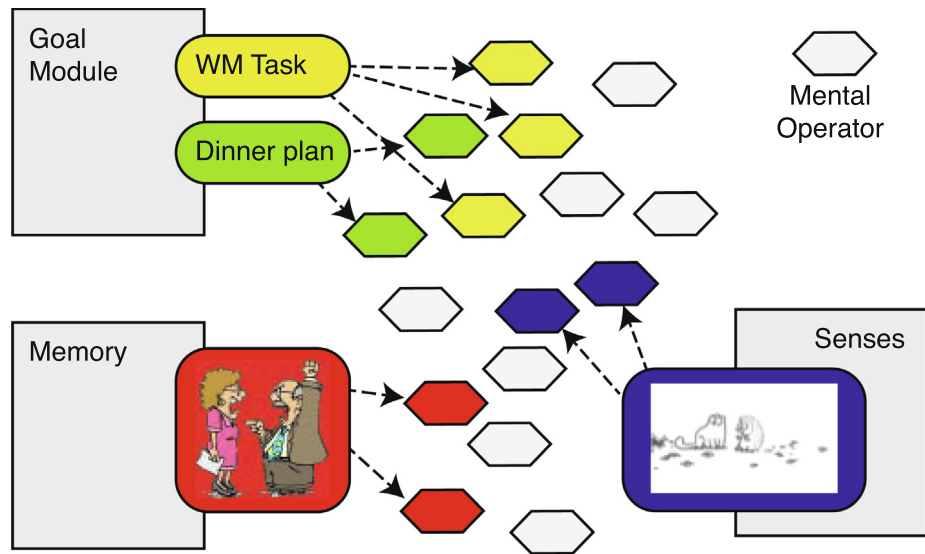 Goal
Module
WM Task
Dinner plan
Mental
Operator
Memory
Senses